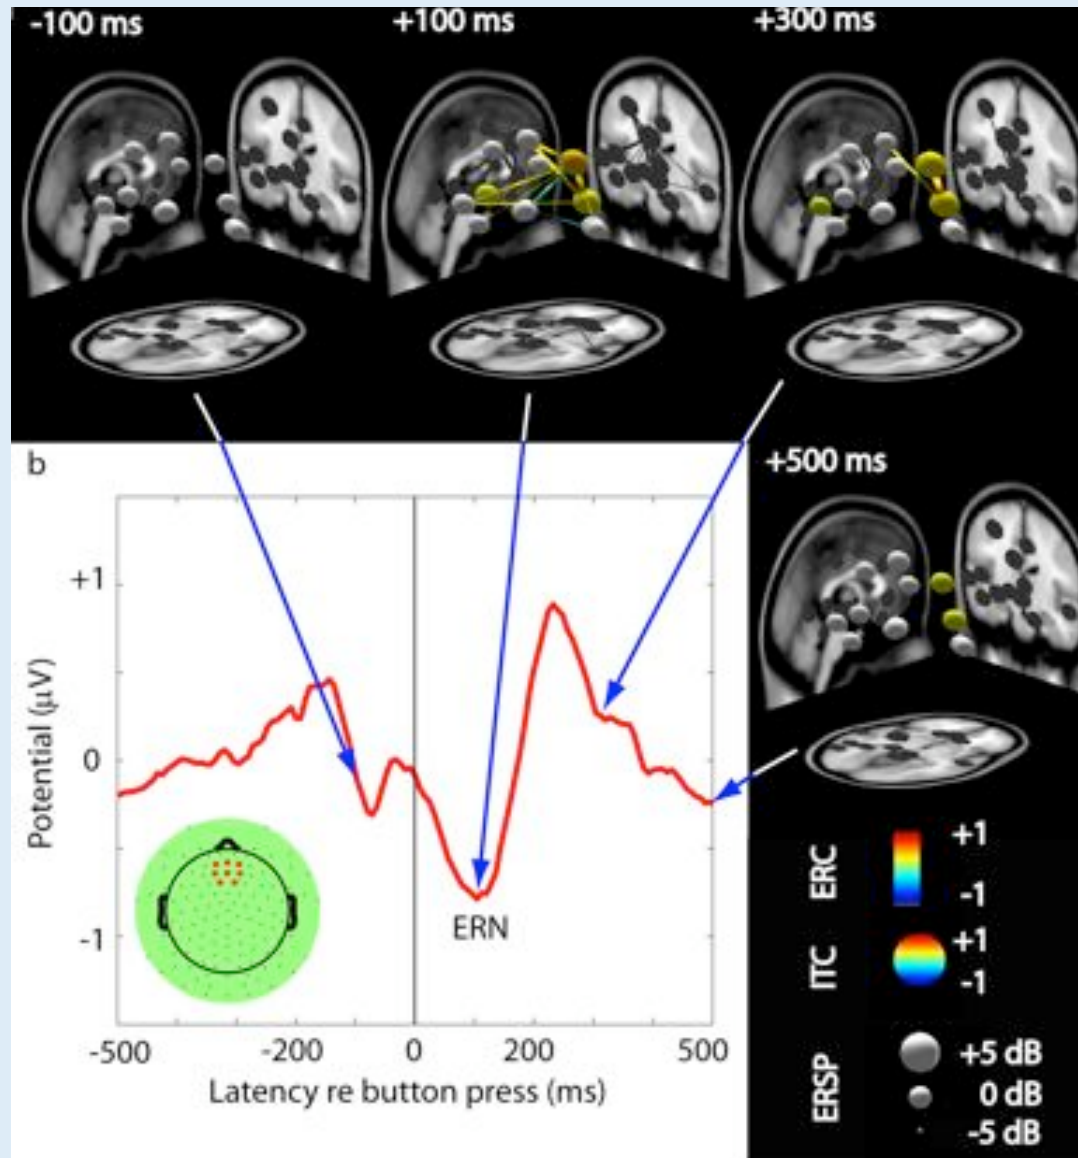 -100 ms
+100 ms
+300 ms
b
+500 ms
+1
0
-1
Potential (μV)
ERN
-500
-200
0
200
500
Latency re button press (ms)
ERC
+1
-1
ITC
+1
-1
ERSP
+5 dB
0 dB
-5 dB